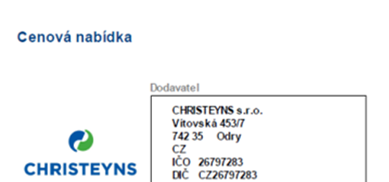 Cenová nabídka
Dodavatel
CHRISTEYNS
CHRISTEYNS s.r.o.
Vítovská 453/7
742 35 Odry
CZ
IČO 26797283
DIČ CZ26797283